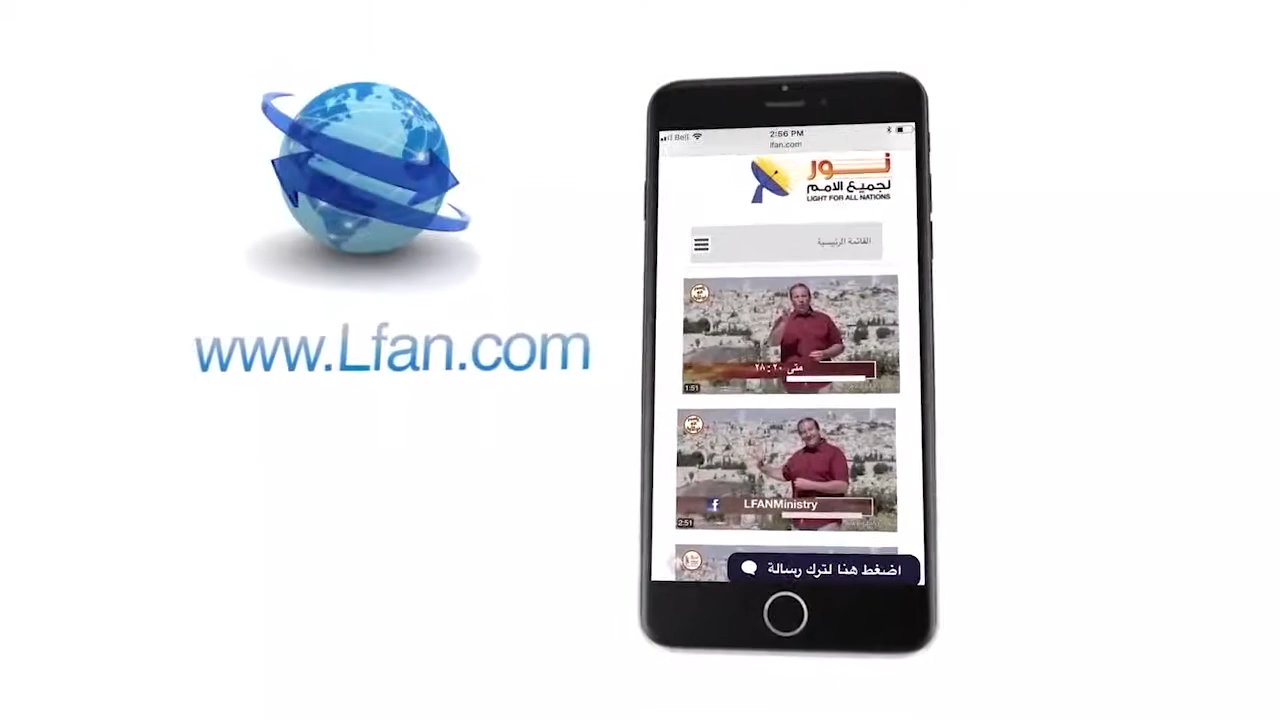 www.Lfan.com
Bell
2:56 PM
lfan.com
نور
لجميع الامم
LIGHT FOR ALL NATIONS
القائمة الرئيسية
متى ٢٠ : ٢٨
1:51
LFANMinistry
2:51
اضغط هنا لترك رسالة